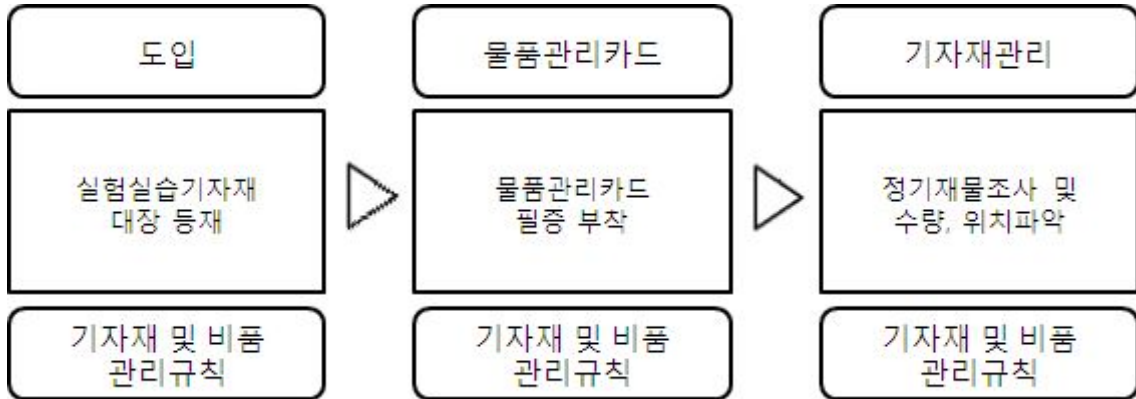 도입
실험실습기자재
대장 등재
기자재 및 비품
관리규칙
물품관리카드
물품관리카드
필증 부착
기자재 및 비품
관리규칙
기자재관리
정기재물조사 및
수량, 위치파악
기자재 및 비품
관리규칙